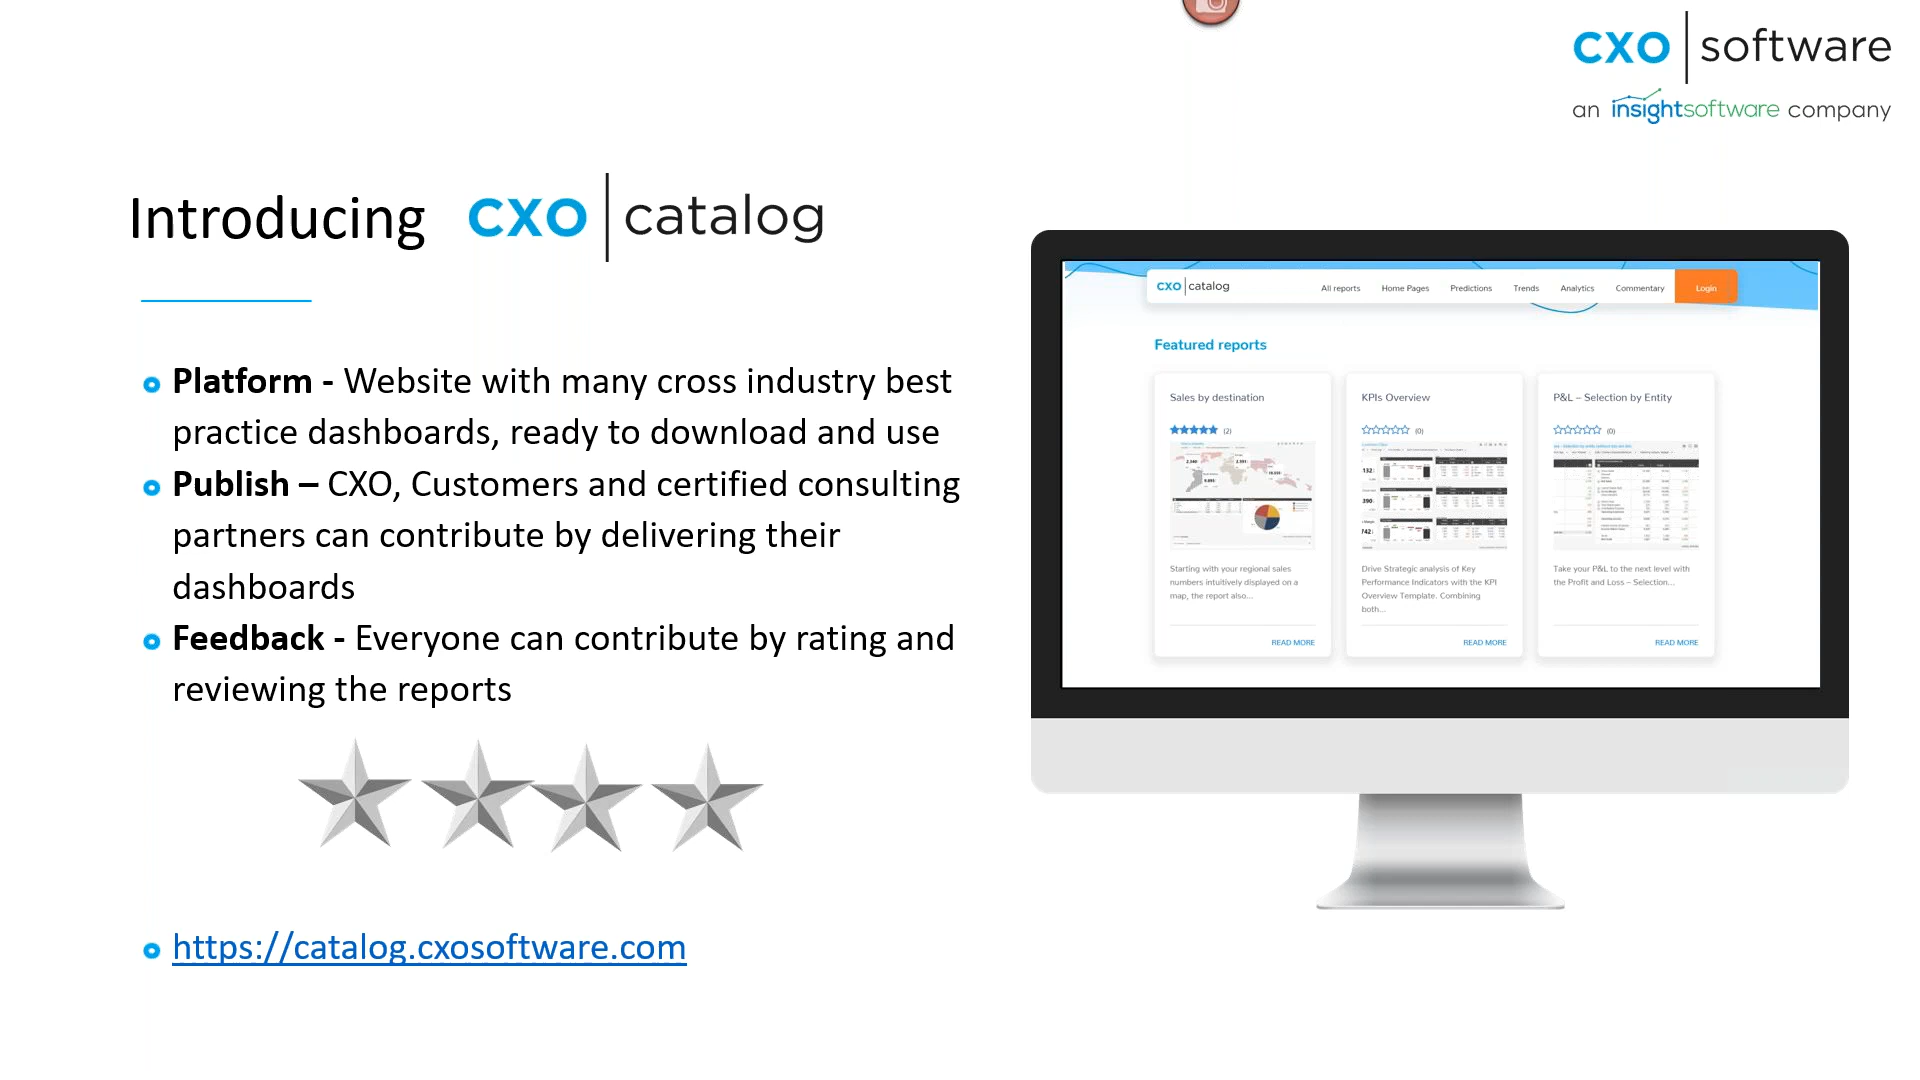 cxo software
an insightsoftware company
Introducing cxo catalog
Platform - Website with many cross industry best
practice dashboards, ready to download and use
Publish – CXO, Customers and certified consulting
partners can contribute by delivering their
dashboards
Feedback - Everyone can contribute by rating and
reviewing the reports
https://catalog.cxosoftware.com
cxo catalog All reports Home Pages Predictions Trends Analytics Commentary Login
Featured reports
Sales by destination
(2)
Starting with your regional sales
numbers intuitively displayed on a
map, the report also...
READ MORE
KPIs Overview
(0)
Drive Strategic analysis of Key
Performance Indicators with the KPI
Overview Template. Combining
both...
READ MORE
P&L – Selection by Entity
(0)
Take your P&L to the next level with
the Profit and Loss – Selection...
READ MORE